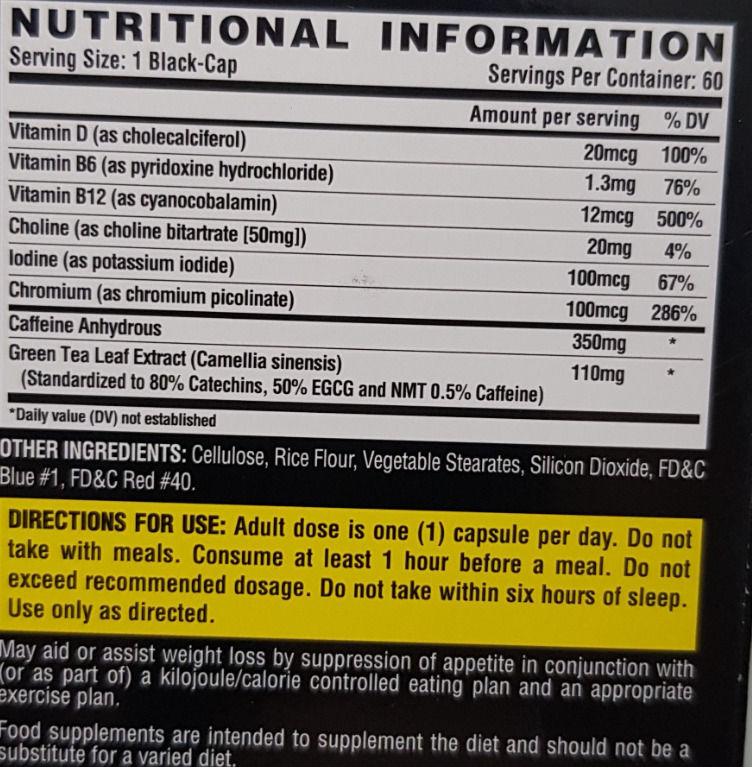 NUTRITIONAL INFORMATION
Serving Size: 1 Black-Cap Servings Per Container: 60
Amount per serving % DV
Vitamin D (as cholecalciferol) 20mcg 100%
Vitamin B6 (as pyridoxine hydrochloride) 1.3mg 76%
Vitamin B12 (as cyanocobalamin) 12mcg 500%
Choline (as choline bitartrate [50mg]) 20mg 4%
Iodine (as potassium iodide) 100mcg 67%
Chromium (as chromium picolinate) 100mcg 286%
Caffeine Anhydrous 350mg *
Green Tea Leaf Extract (Camellia sinensis) 110mg *
(Standardized to 80% Catechins, 50% EGCG and NMT 0.5% Caffeine)
*Daily value (DV) not established
OTHER INGREDIENTS: Cellulose, Rice Flour, Vegetable Stearates, Silicon Dioxide, FD&C
Blue #1, FD&C Red #40.
DIRECTIONS FOR USE: Adult dose is one (1) capsule per day. Do not
take with meals. Consume at least 1 hour before a meal. Do not
exceed recommended dosage. Do not take within six hours of sleep.
Use only as directed.
May aid or assist weight loss by suppression of appetite in conjunction with
(or as part of) a kilojoule/calorie controlled eating plan and an appropriate
exercise plan.
Food supplements are intended to supplement the diet and should not be a
substitute for a varied diet.